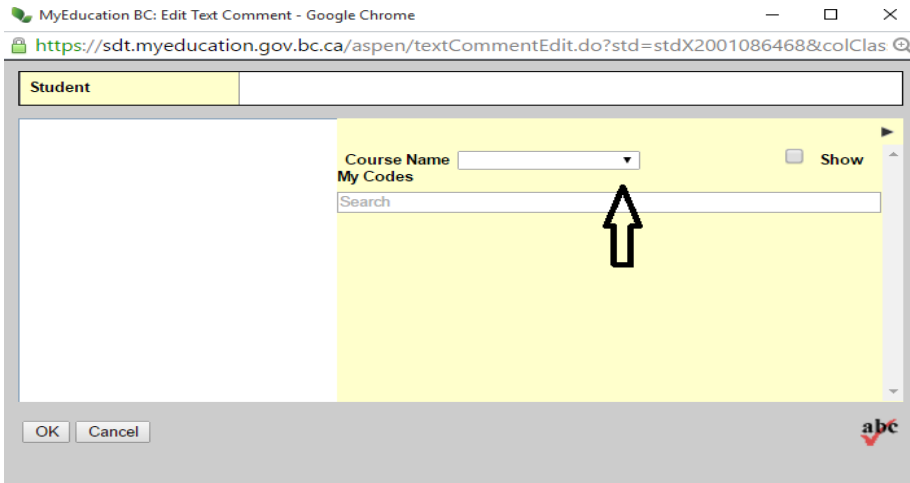 MyEducation BC: Edit Text Comment - Google Chrome
https://sdt.myeducation.gov.bc.ca/aspen/textCommentEdit.do?std=stdX2001086468&colClas
Student
Course Name
Show
My Codes
Search
OK
Cancel
abc